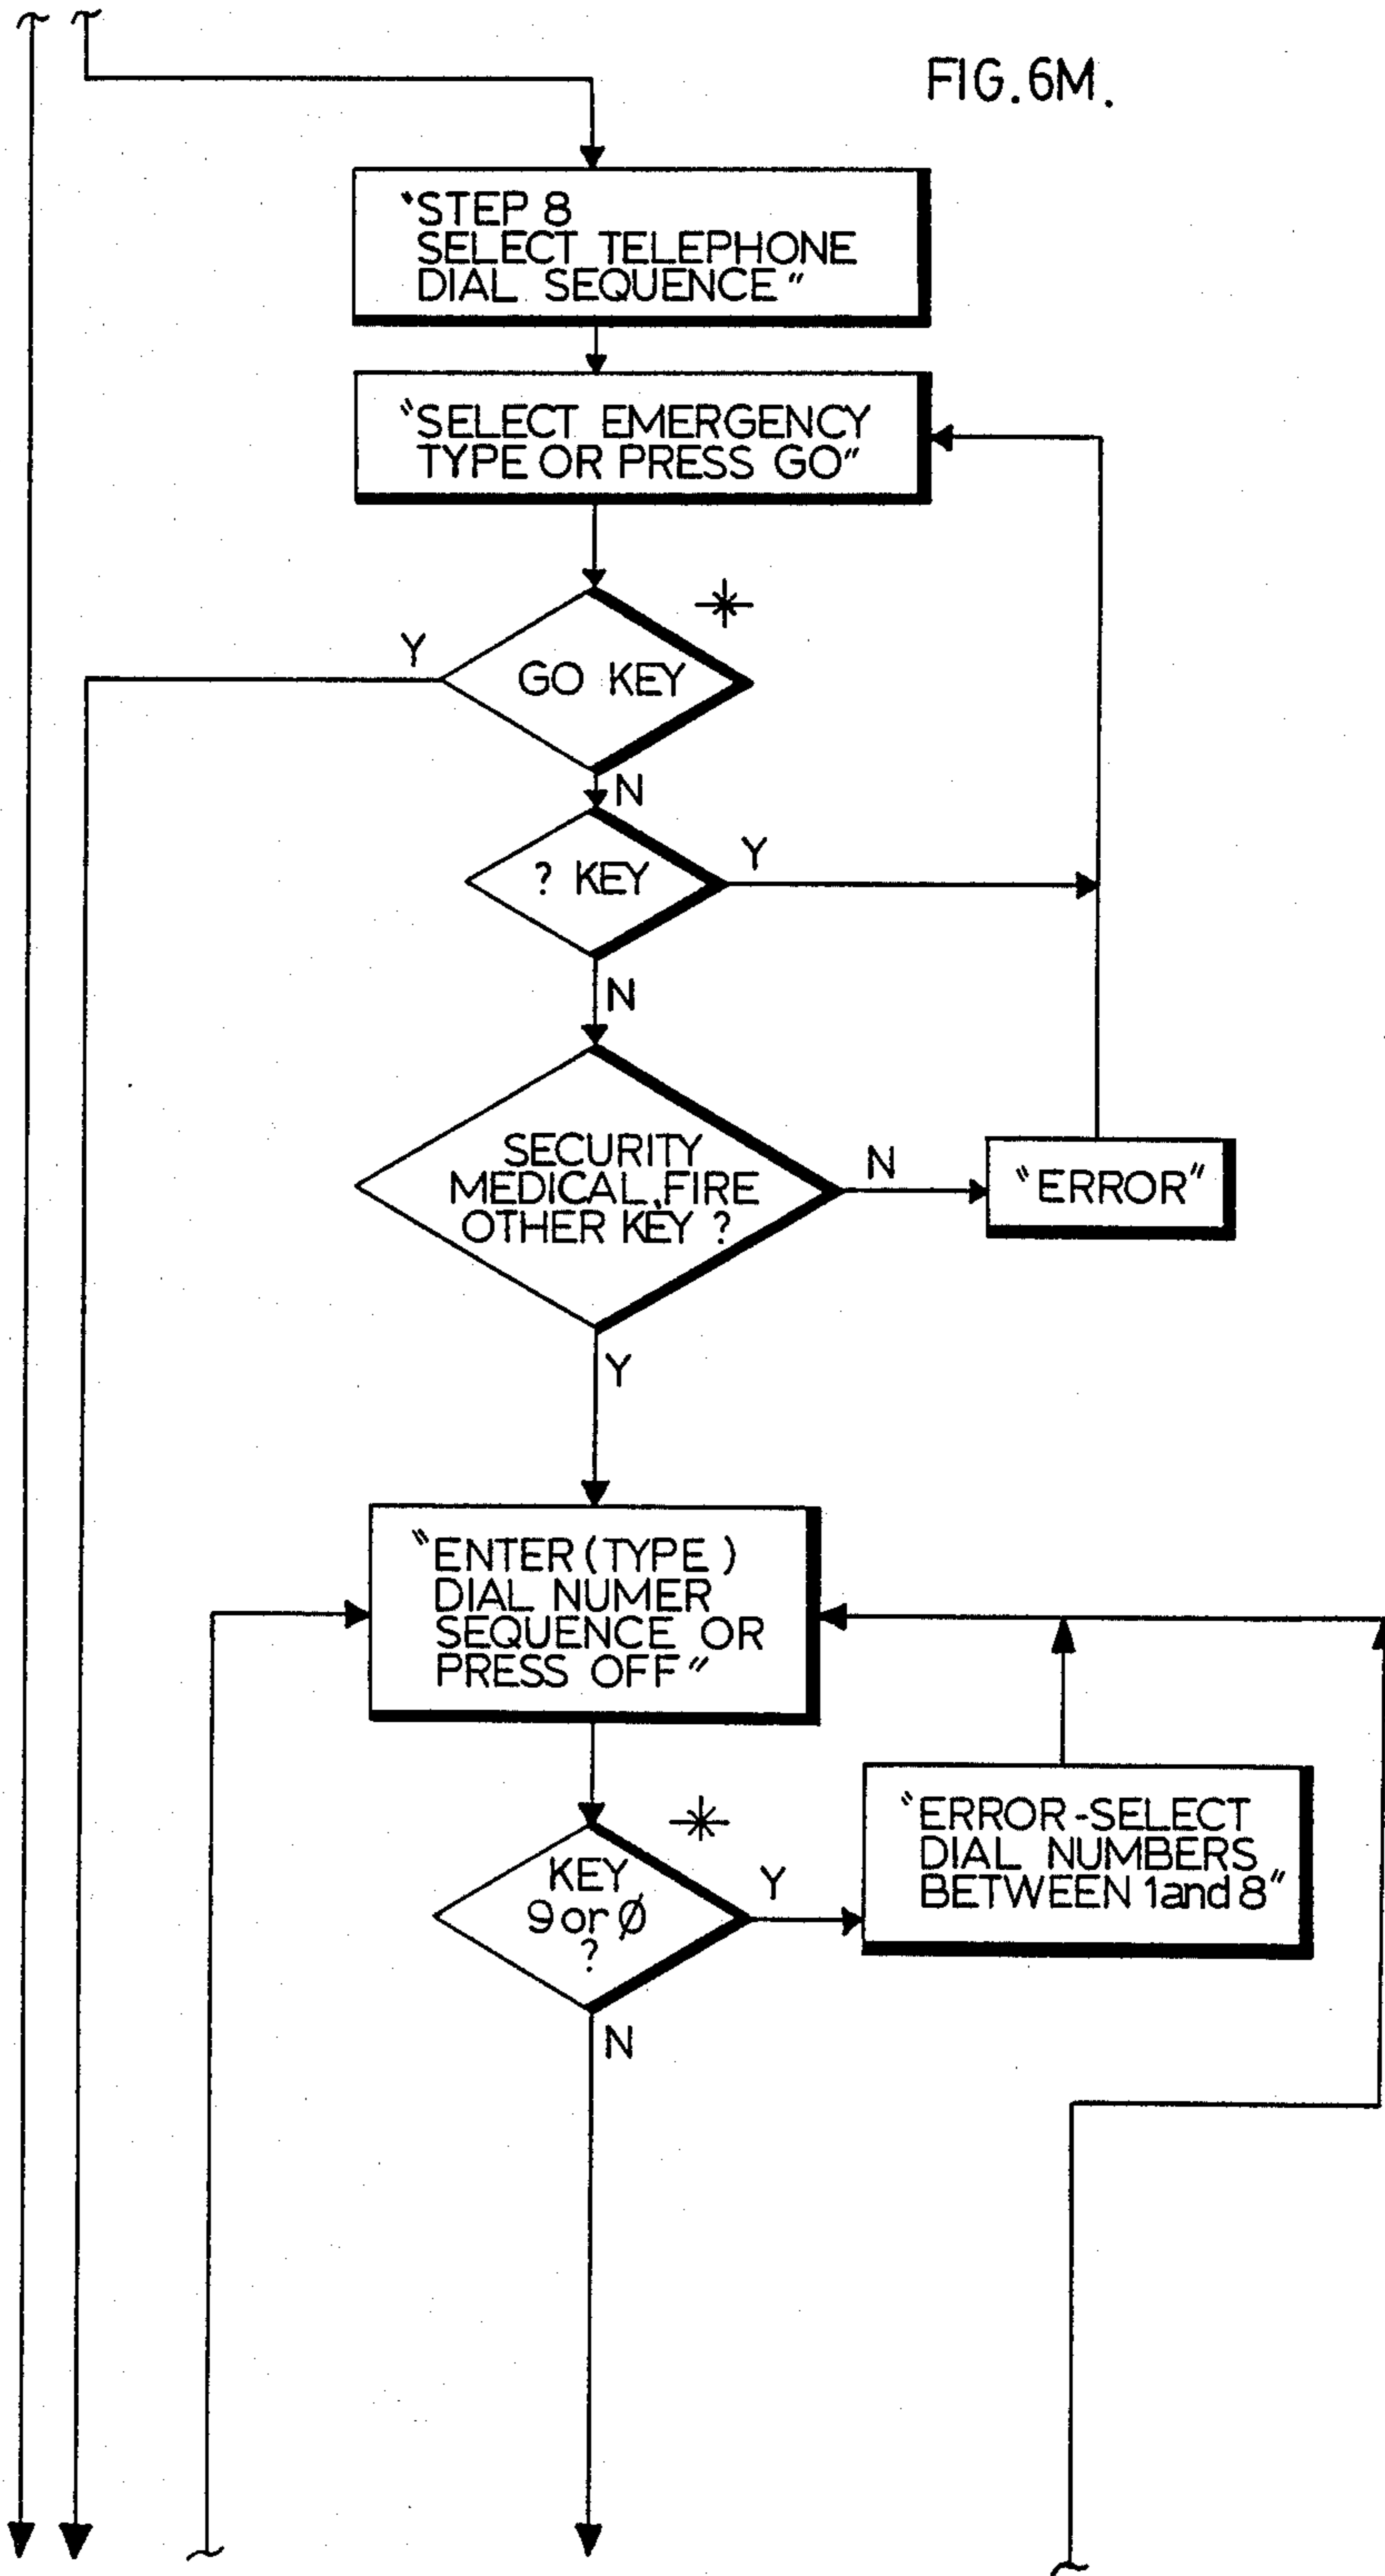 FIG.6M.
"STEP 8
SELECT TELEPHONE
DIAL SEQUENCE"
"SELECT EMERGENCY
TYPE OR PRESS GO"
*
Y
GO KEY
N
? KEY
Y
N
SECURITY
MEDICAL, FIRE
OTHER KEY ?
N
"ERROR"
Y
"ENTER (TYPE)
DIAL NUMER
SEQUENCE OR
PRESS OFF"
*
KEY
9 or Ø
?
Y
"ERROR-SELECT
DIAL NUMBERS
BETWEEN 1and 8"
N